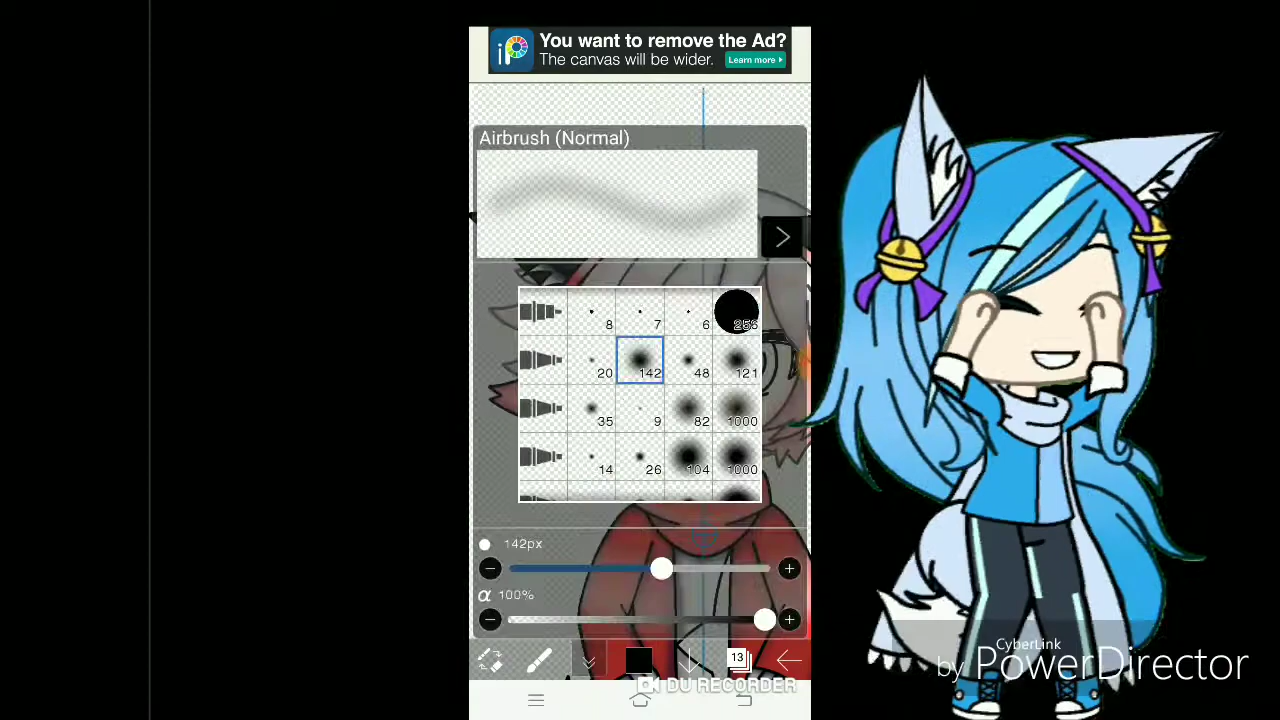 iP
You want to remove the Ad?
The canvas will be wider. Learn more
Airbrush (Normal)
8 7 6 256
20 142 48 121
35 9 82 1000
14 26 104 1000
142px
α 100%
13
DU RECORDER
CyberLink
by PowerDirector